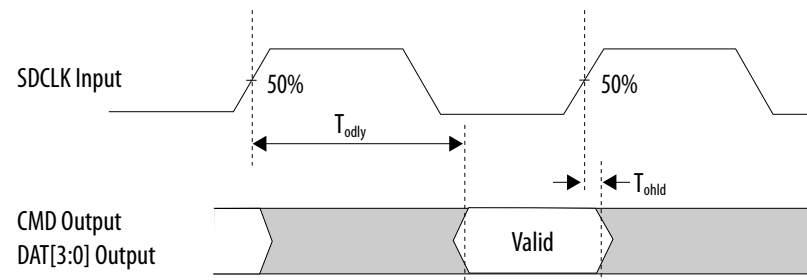 SDCLK Input
50%
50%
Todly
Tohld
CMD Output
DAT[3:0] Output
Valid